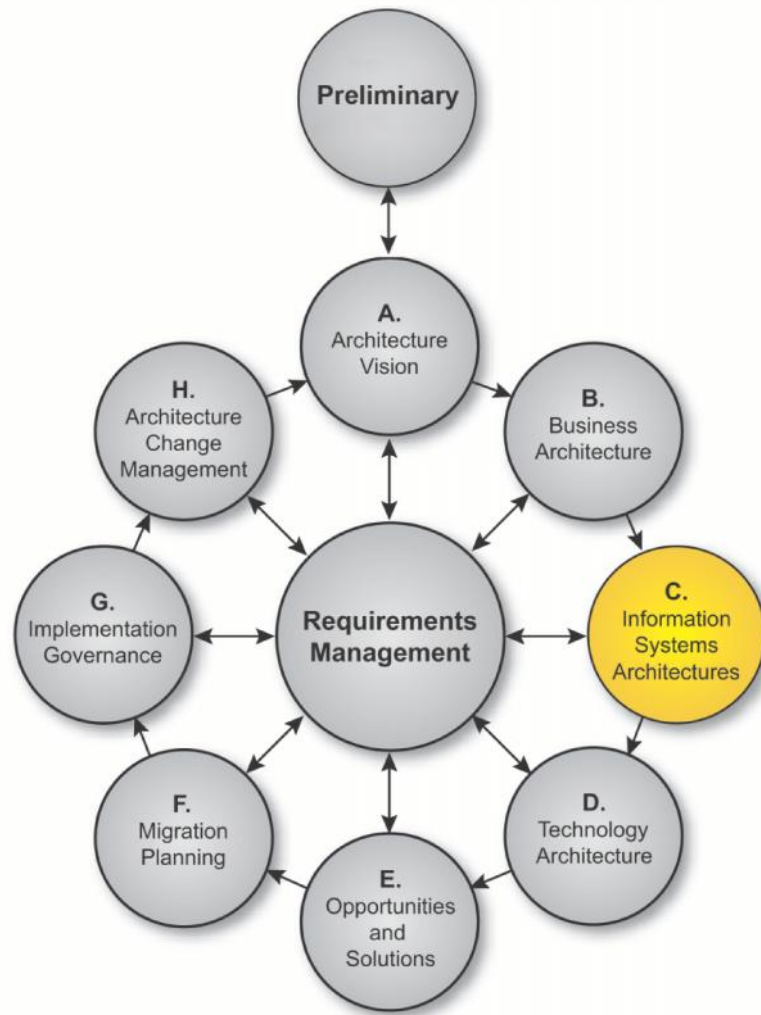 Preliminary
A.
Architecture
Vision
B.
Business
Architecture
C.
Information
Systems
Architectures
D.
Technology
Architecture
E.
Opportunities
and
Solutions
F.
Migration
Planning
G.
Implementation
Governance
H.
Architecture
Change
Management
Requirements
Management